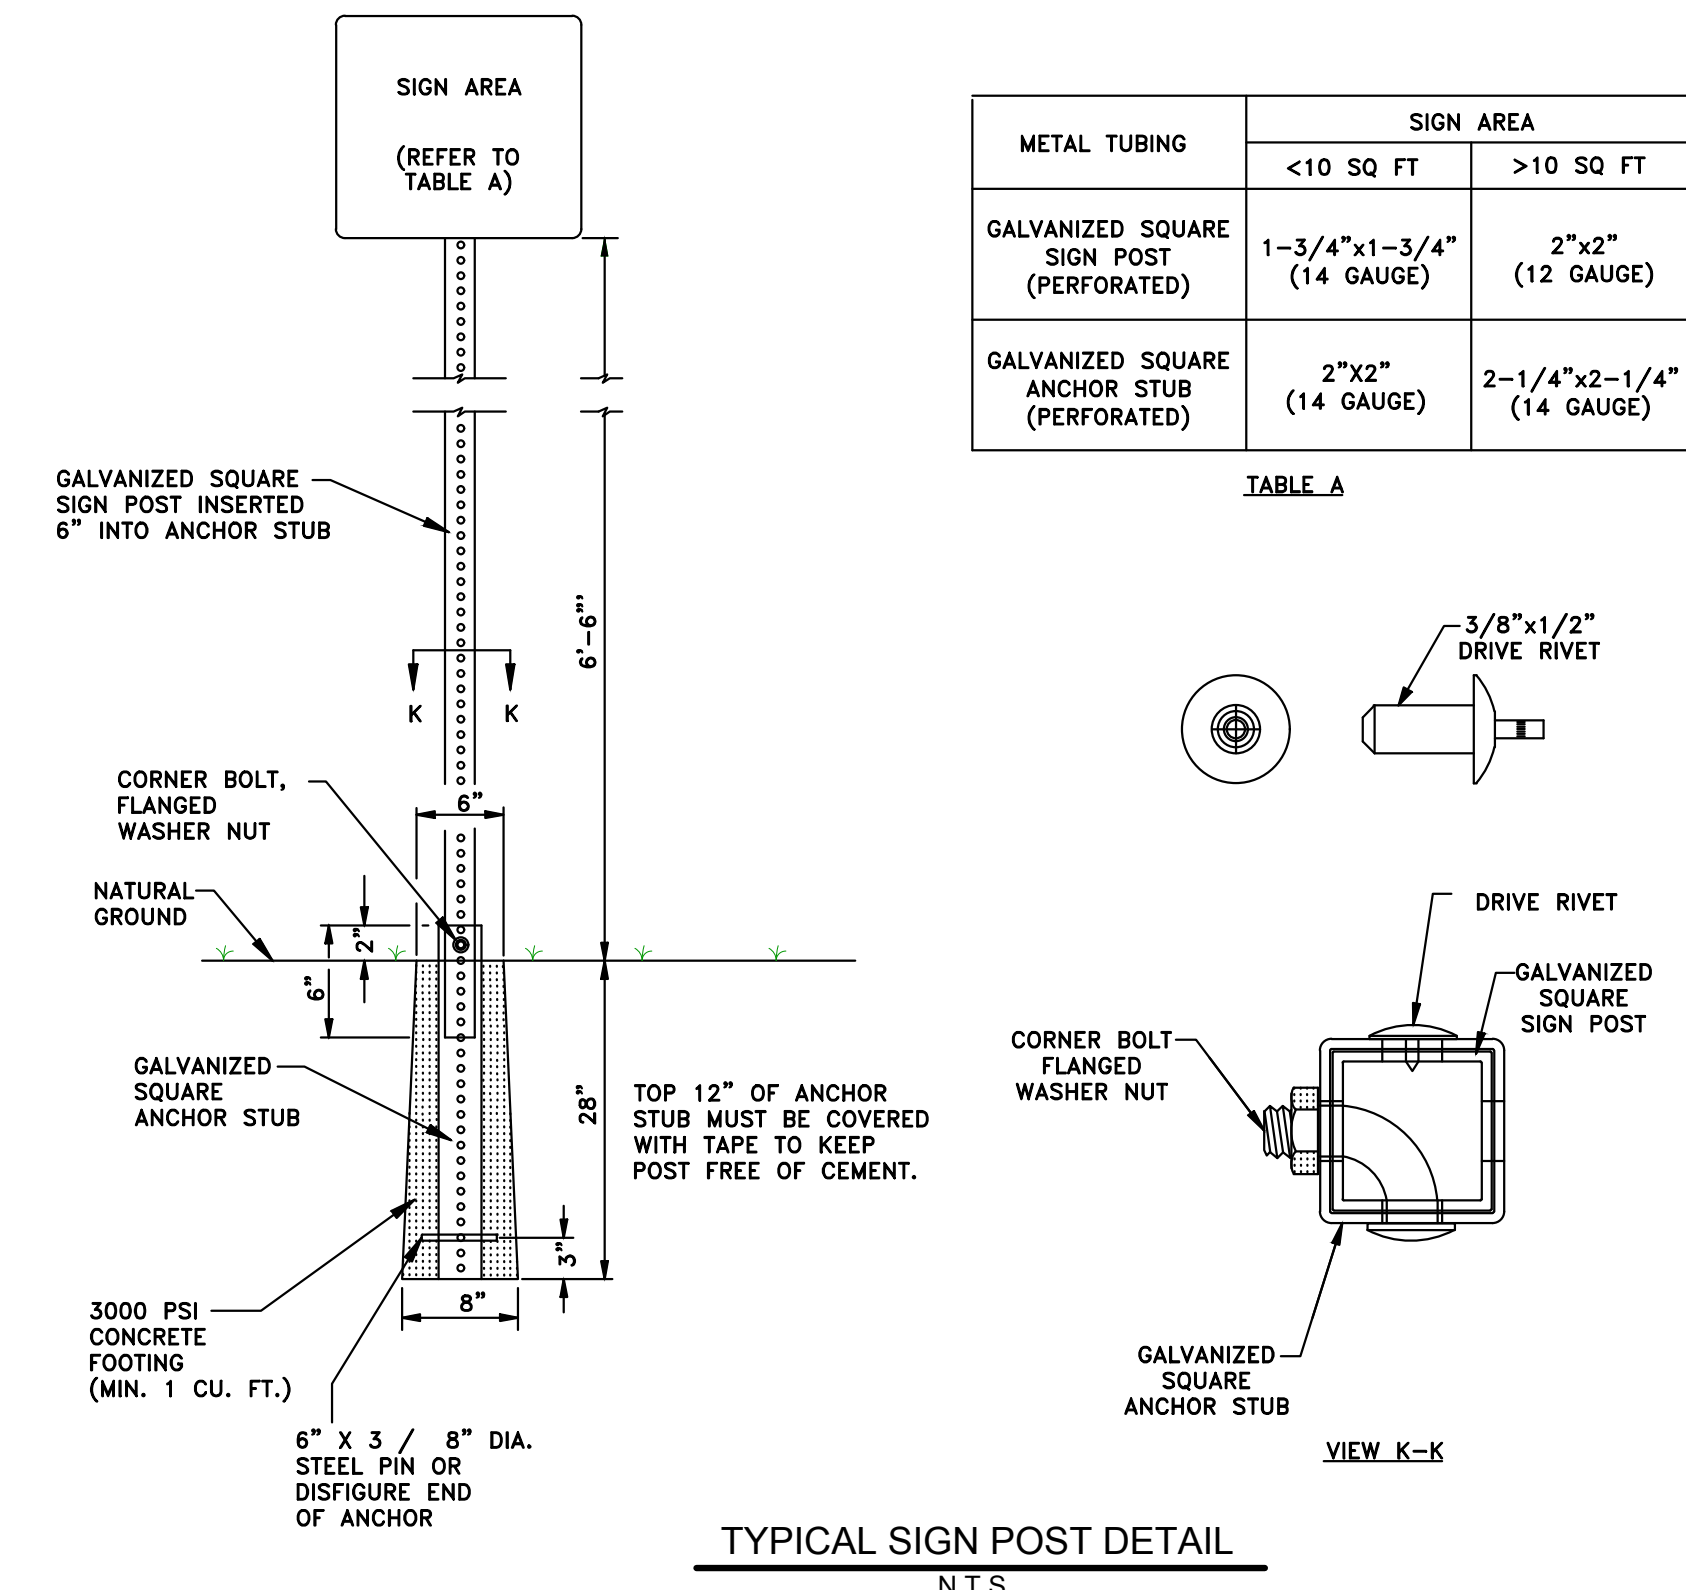 SIGN AREA
(REFER TO
TABLE A)
METAL TUBING
SIGN AREA
<10 SQ FT
>10 SQ FT
GALVANIZED SQUARE
SIGN POST
(PERFORATED)
1-3/4”x1-3/4”
(14 GAUGE)
2”x2”
(12 GAUGE)
GALVANIZED SQUARE
ANCHOR STUB
(PERFORATED)
2”X2”
(14 GAUGE)
2-1/4”x2-1/4”
(14 GAUGE)
TABLE A
GALVANIZED SQUARE
SIGN POST INSERTED
6” INTO ANCHOR STUB
6'-6”'
K
K
CORNER BOLT,
FLANGED
WASHER NUT
6”
NATURAL
GROUND
2”
6”
GALVANIZED
SQUARE
ANCHOR STUB
28”
TOP 12” OF ANCHOR
STUB MUST BE COVERED
WITH TAPE TO KEEP
POST FREE OF CEMENT.
3”
8”
3000 PSI
CONCRETE
FOOTING
(MIN. 1 CU. FT.)
6” X 3 / 8” DIA.
STEEL PIN OR
DISFIGURE END
OF ANCHOR
3/8”x1/2”
DRIVE RIVET
DRIVE RIVET
GALVANIZED
SQUARE
SIGN POST
CORNER BOLT
FLANGED
WASHER NUT
GALVANIZED
SQUARE
ANCHOR STUB
VIEW K-K
TYPICAL SIGN POST DETAIL
N.T.S.